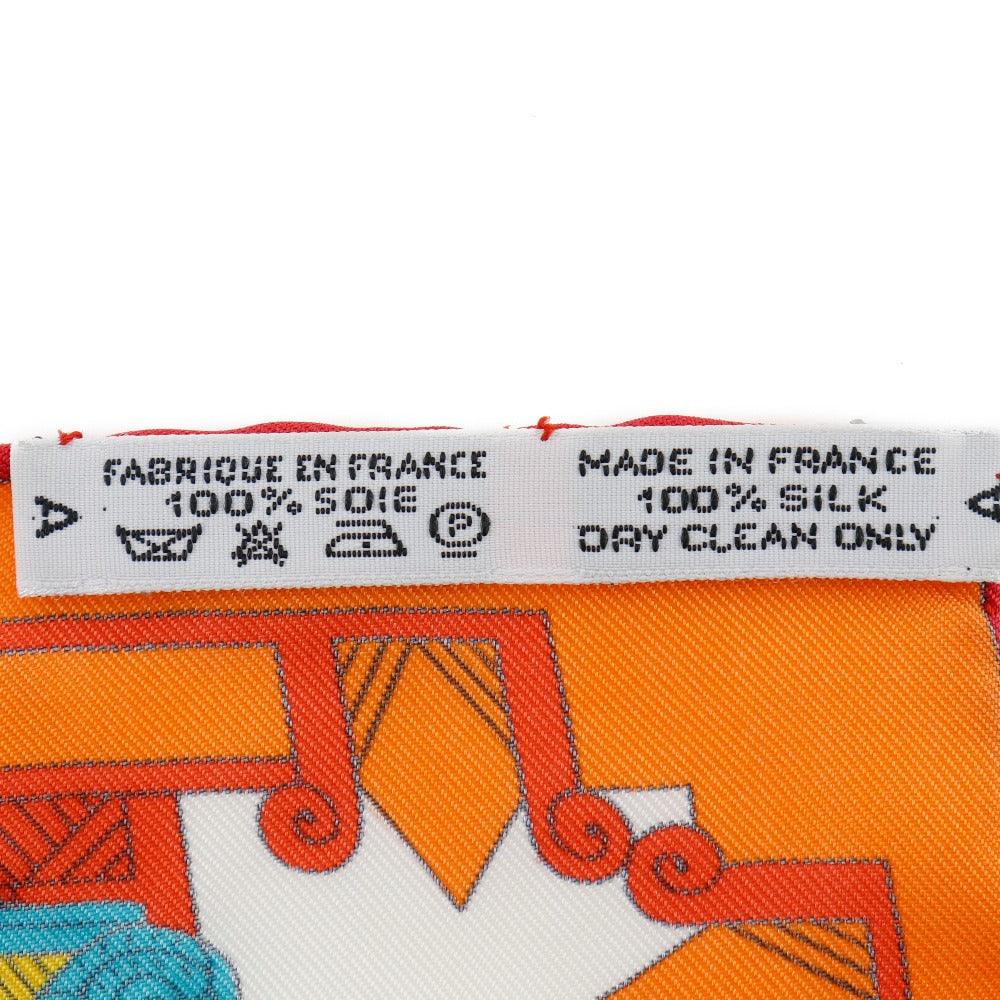 FABRIQUE EN FRANCE
100% SOIE
P
MADE IN FRANCE
100% SILK
DRY CLEAN ONLY
A
A